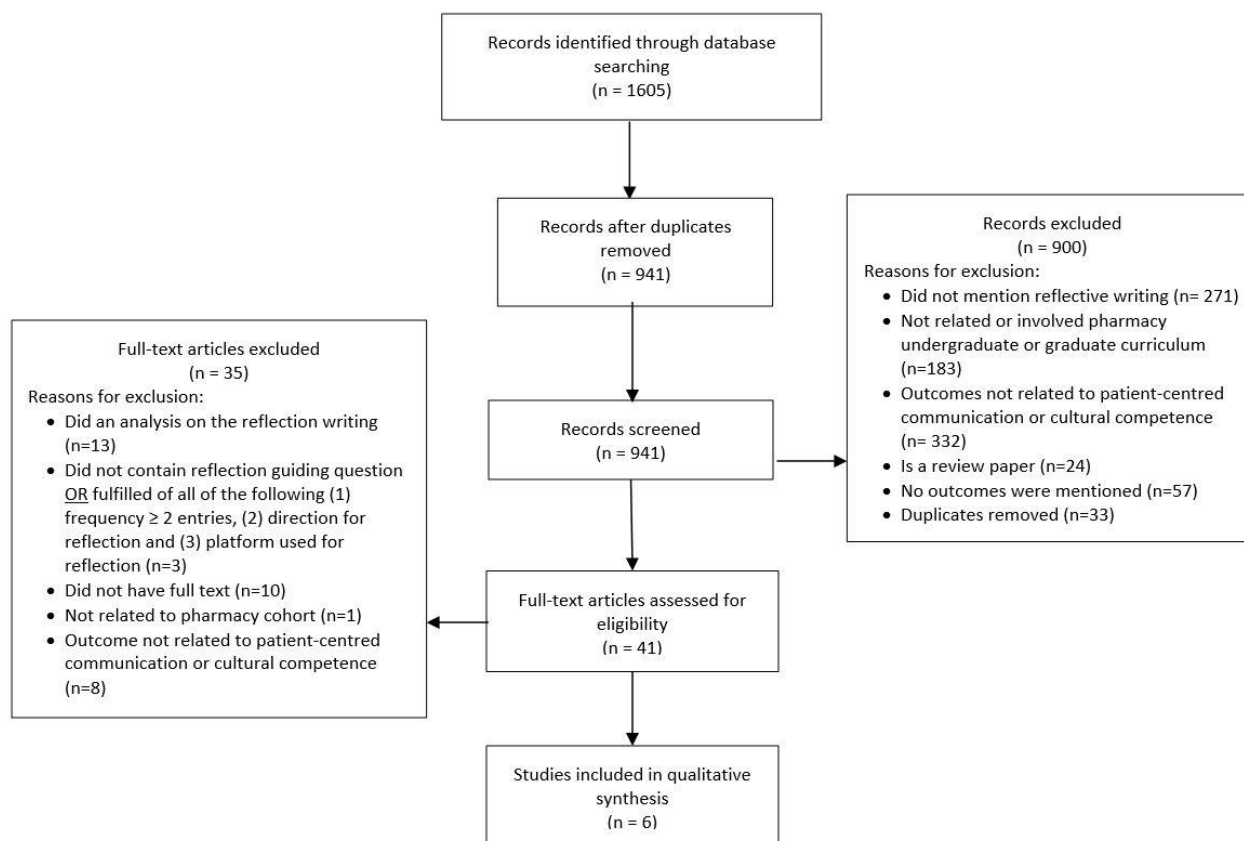 Records identified through database
searching
(n = 1605)
Records after duplicates
removed
(n = 941)
Records excluded
(n = 900)
Reasons for exclusion:
• Did not mention reflective writing (n= 271)
• Not related or involved pharmacy
undergraduate or graduate curriculum
(n=183)
• Outcomes not related to patient-centred
communication or cultural competence
(n= 332)
• Is a review paper (n=24)
• No outcomes were mentioned (n=57)
• Duplicates removed (n=33)
Records screened
(n = 941)
Full-text articles excluded
(n = 35)
Reasons for exclusion:
• Did an analysis on the reflection writing
(n=13)
• Did not contain reflection guiding question
OR fulfilled of all of the following (1)
frequency ≥ 2 entries, (2) direction for
reflection and (3) platform used for
reflection (n=3)
• Did not have full text (n=10)
• Not related to pharmacy cohort (n=1)
• Outcome not related to patient-centred
communication or cultural competence
(n=8)
Full-text articles assessed for
eligibility
(n = 41)
Studies included in qualitative
synthesis
(n = 6)